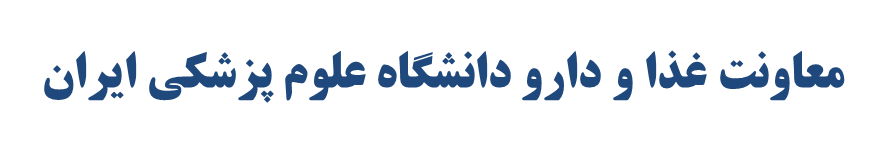 معاونت غذا و دارو دانشگاه علوم پزشکی ایران